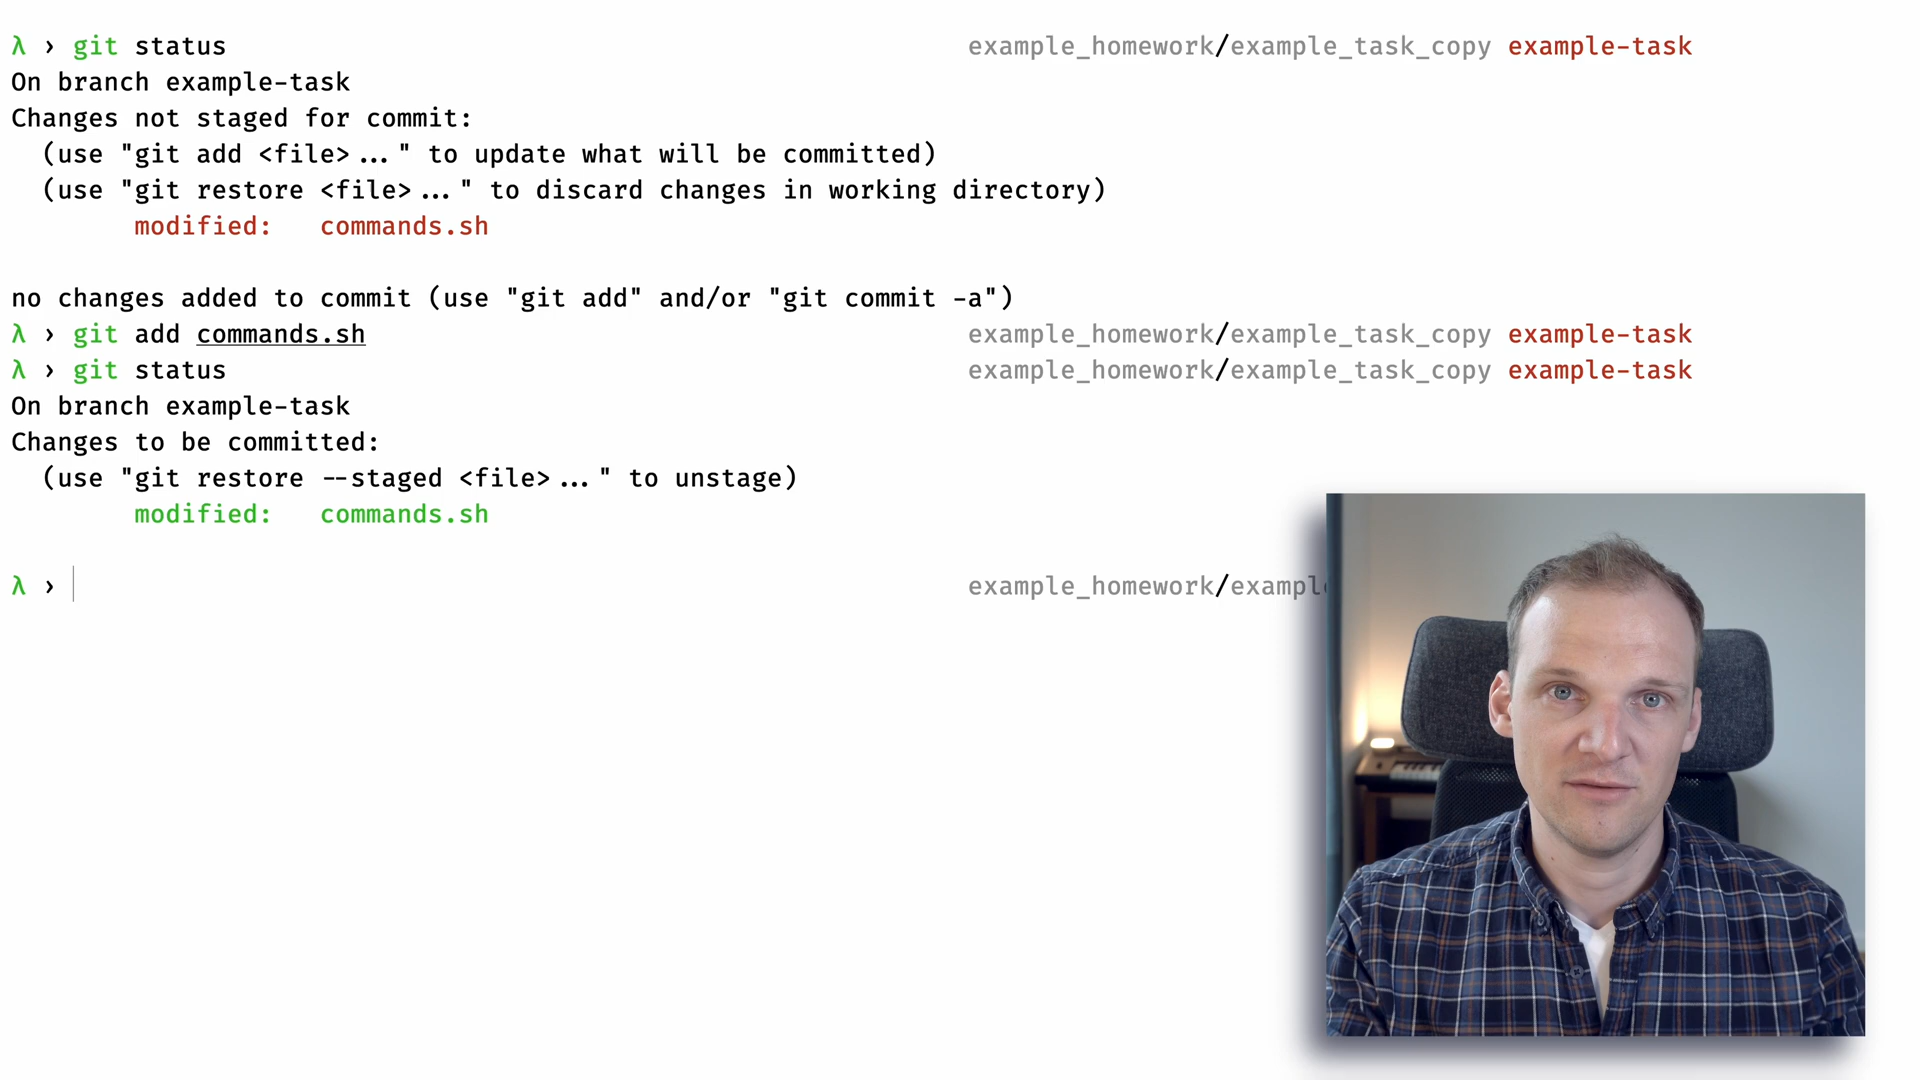 λ › git status example_homework/example_task_copy example-task
On branch example-task
Changes not staged for commit:
(use "git add <file>..." to update what will be committed)
(use "git restore <file>..." to discard changes in working directory)
modified: commands.sh
no changes added to commit (use "git add" and/or "git commit -a")
λ › git add commands.sh example_homework/example_task_copy example-task
λ › git status example_homework/example_task_copy example-task
On branch example-task
Changes to be committed:
(use "git restore --staged <file>..." to unstage)
modified: commands.sh
λ › example_homework/exampl